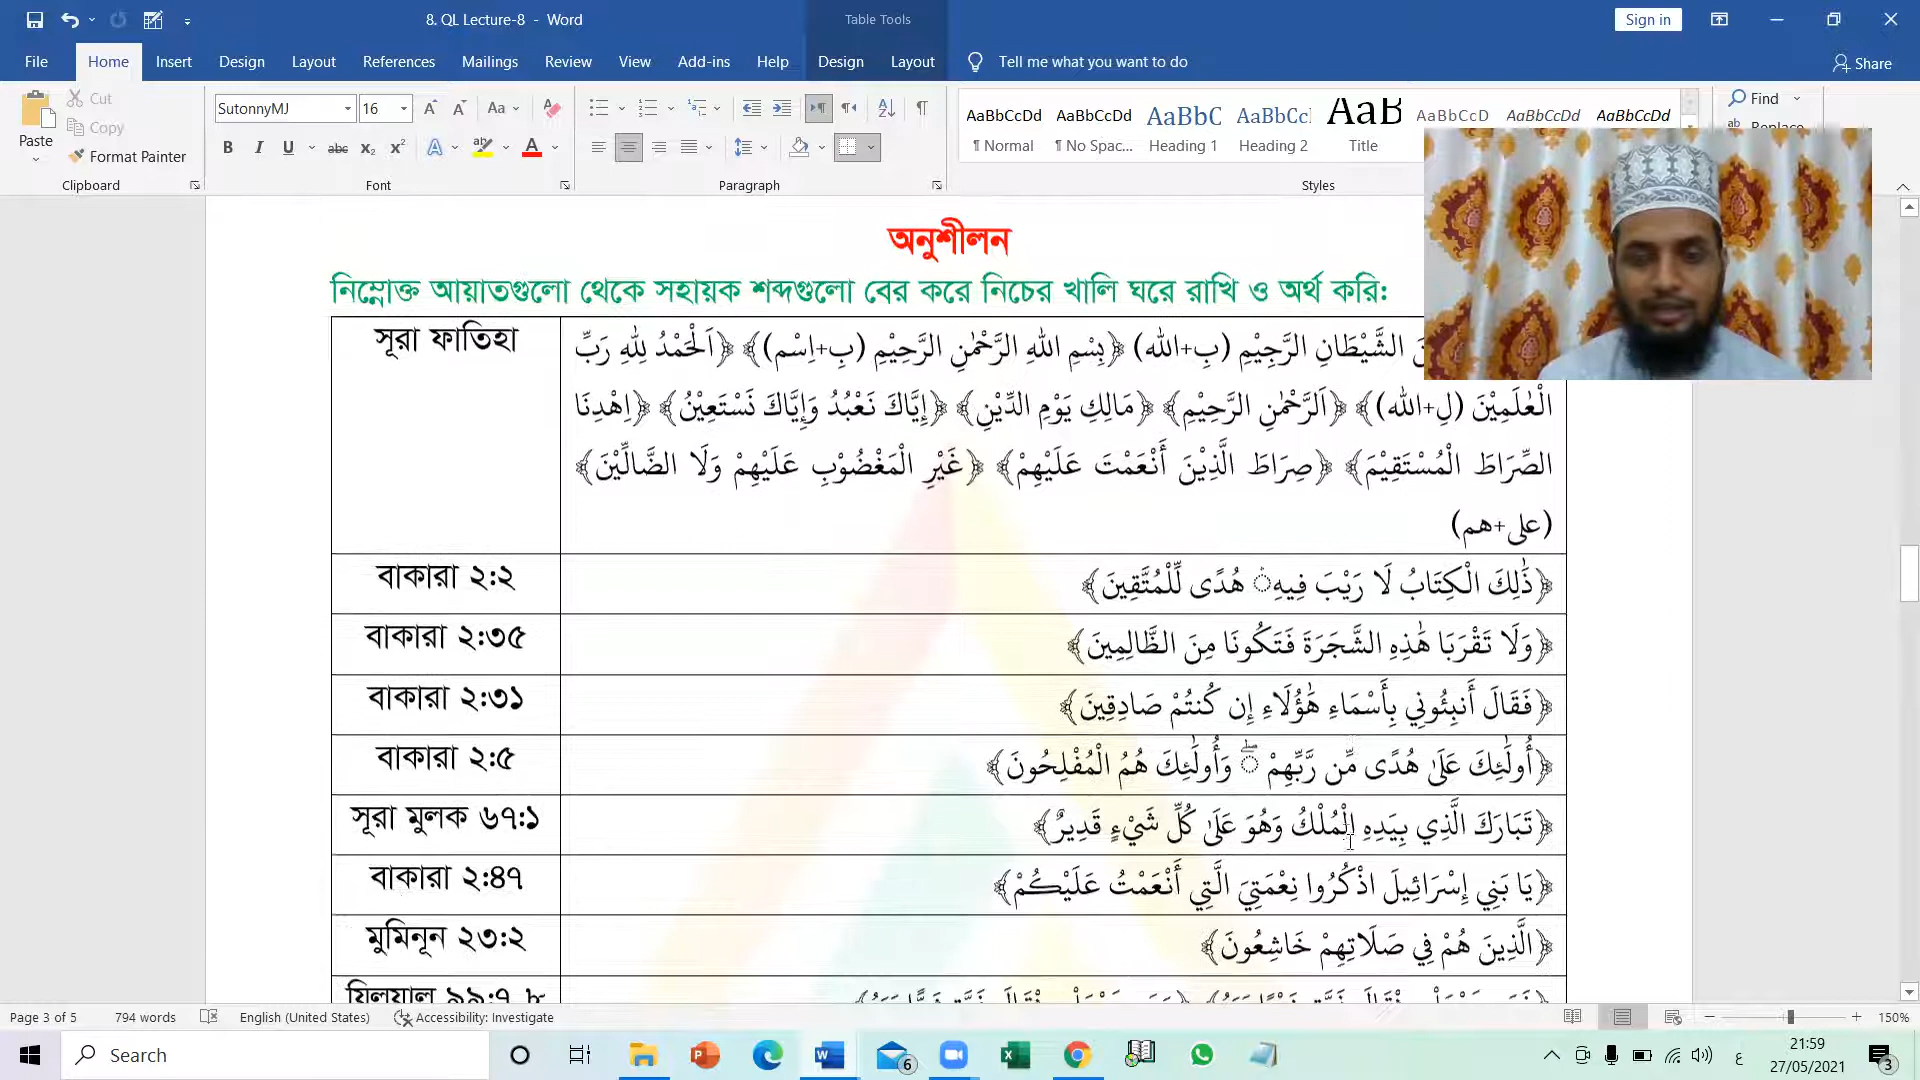 8. QL Lecture-8 - Word
Table Tools
Sign in
File Home Insert Design Layout References Mailings Review View Add-ins Help Design Layout Tell me what you want to do Share
Paste
Cut
Copy
Format Painter
Clipboard
SutonnyMJ 16
Font
Paragraph
AaBbCcDd AaBbCcDd AaBbC AaBbCc AaB AaBbCcD AaBbCcDd AaBbCcDd
¶ Normal ¶ No Spac... Heading 1 Heading 2 Title
Styles
Find
অনুশীলন
নিম্নোক্ত আয়াতগুলো থেকে সহায়ক শব্দগুলো বের করে নিচের খালি ঘরে রাখি ও অর্থ করি:
সূরা ফাতিহা
الشَّيْطَانِ الرَّجِيْمِ (بِ+الله) ﴿بِسْمِ اللهِ الرَّحْمٰنِ الرَّحِيْمِ (بِ+اِسْم)﴾ ﴿اَلْحَمْدُ لِلّٰهِ رَبِّ
الْعٰلَمِيْنَ (لِ+الله)﴾ ﴿اَلرَّحْمٰنِ الرَّحِيْمِ﴾ ﴿مَالِكِ يَوْمِ الدِّيْنِ﴾ ﴿إِيَّاكَ نَعْبُدُ وَإِيَّاكَ نَسْتَعِيْنُ﴾ ﴿اِهْدِنَا
الصِّرَاطَ الْمُسْتَقِيْمَ﴾ ﴿صِرَاطَ الَّذِيْنَ أَنْعَمْتَ عَلَيْهِمْ﴾ ﴿غَيْرِ الْمَغْضُوْبِ عَلَيْهِمْ وَلَا الضَّالِّيْنَ﴾
(على+هم)
বাকারা ২:২
﴿ذَٰلِكَ الْكِتَابُ لَا رَيْبَ فِيهِ ۛ هُدًى لِّلْمُتَّقِينَ﴾
বাকারা ২:৩৫
﴿وَلَا تَقْرَبَا هَٰذِهِ الشَّجَرَةَ فَتَكُونَا مِنَ الظَّالِمِينَ﴾
বাকারা ২:৩১
﴿فَقَالَ أَنبِئُونِي بِأَسْمَاءِ هَٰؤُلَاءِ إِن كُنتُمْ صَادِقِينَ﴾
বাকারা ২:৫
﴿أُولَٰئِكَ عَلَىٰ هُدًى مِّن رَّبِّهِمْ ۖ وَأُولَٰئِكَ هُمُ الْمُفْلِحُونَ﴾
সূরা মুলক ৬৭:১
﴿تَبَارَكَ الَّذِي بِيَدِهِ الْمُلْكُ وَهُوَ عَلَىٰ كُلِّ شَيْءٍ قَدِيرٌ﴾
বাকারা ২:৪৭
﴿يَا بَنِي إِسْرَائِيلَ اذْكُرُوا نِعْمَتِيَ الَّتِي أَنْعَمْتُ عَلَيْكُمْ﴾
মুমিনূন ২৩:২
﴿الَّذِينَ هُمْ فِي صَلَاتِهِمْ خَاشِعُونَ﴾
যিলযাল ৯৯:৭,৮
Page 3 of 5 794 words English (United States) Accessibility: Investigate 150%
Search
6
21:59
27/05/2021
3